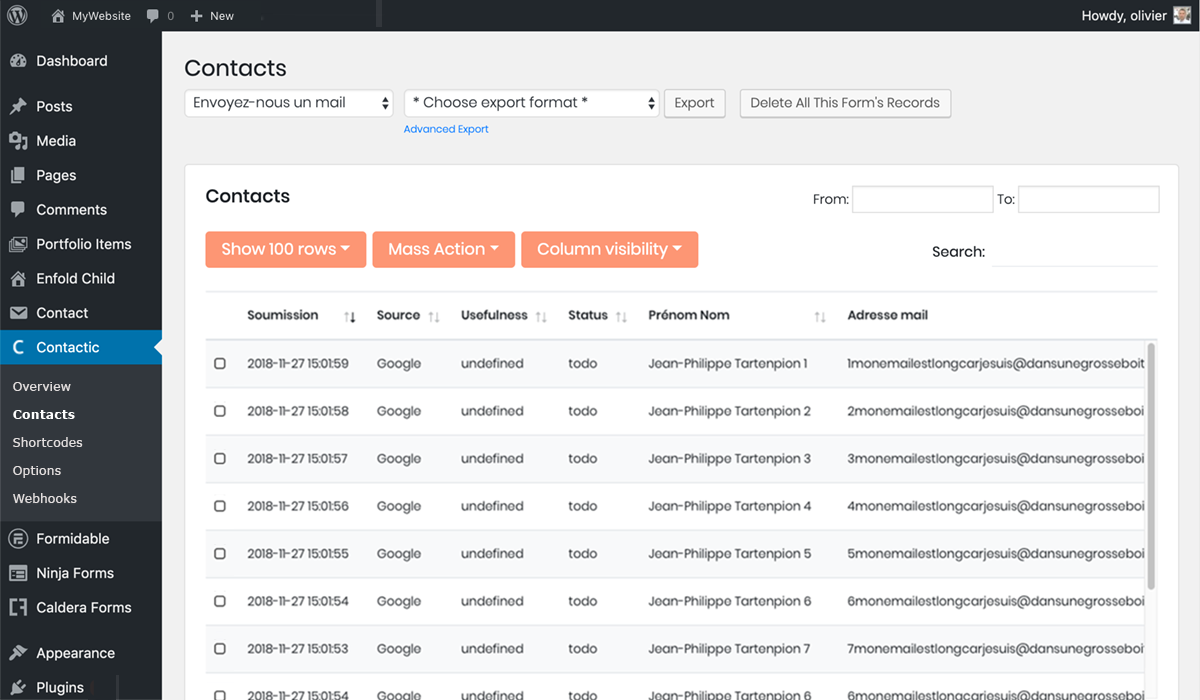 MyWebsite 0 New Howdy, olivier
Dashboard
Posts
Media
Pages
Comments
Portfolio Items
Enfold Child
Contact
Contactic
Overview
Contacts
Shortcodes
Options
Webhooks
Formidable
Ninja Forms
Caldera Forms
Appearance
Plugins
Contacts
Envoyez-nous un mail * Choose export format * Export Delete All This Form's Records
Advanced Export
Contacts From: To:
Show 100 rows Mass Action Column visibility Search:
Soumission Source Usefulness Status Prénom Nom Adresse mail
2018-11-27 15:01:59 Google undefined todo Jean-Philippe Tartenpion 1 1monemailestlongcarjesuis@dansunegrosseboit
2018-11-27 15:01:58 Google undefined todo Jean-Philippe Tartenpion 2 2monemailestlongcarjesuis@dansunegrosseboi
2018-11-27 15:01:57 Google undefined todo Jean-Philippe Tartenpion 3 3monemailestlongcarjesuis@dansunegrosseboi
2018-11-27 15:01:56 Google undefined todo Jean-Philippe Tartenpion 4 4monemailestlongcarjesuis@dansunegrosseboi
2018-11-27 15:01:55 Google undefined todo Jean-Philippe Tartenpion 5 5monemailestlongcarjesuis@dansunegrosseboi
2018-11-27 15:01:54 Google undefined todo Jean-Philippe Tartenpion 6 6monemailestlongcarjesuis@dansunegrosseboi
2018-11-27 15:01:53 Google undefined todo Jean-Philippe Tartenpion 7 7monemailestlongcarjesuis@dansunegrosseboi
2018-11-27 15:01:54 Google undefined todo Jean-Philippe Tartenpion 6 6monemailestlongcarjesuis@dansunegrosseboi